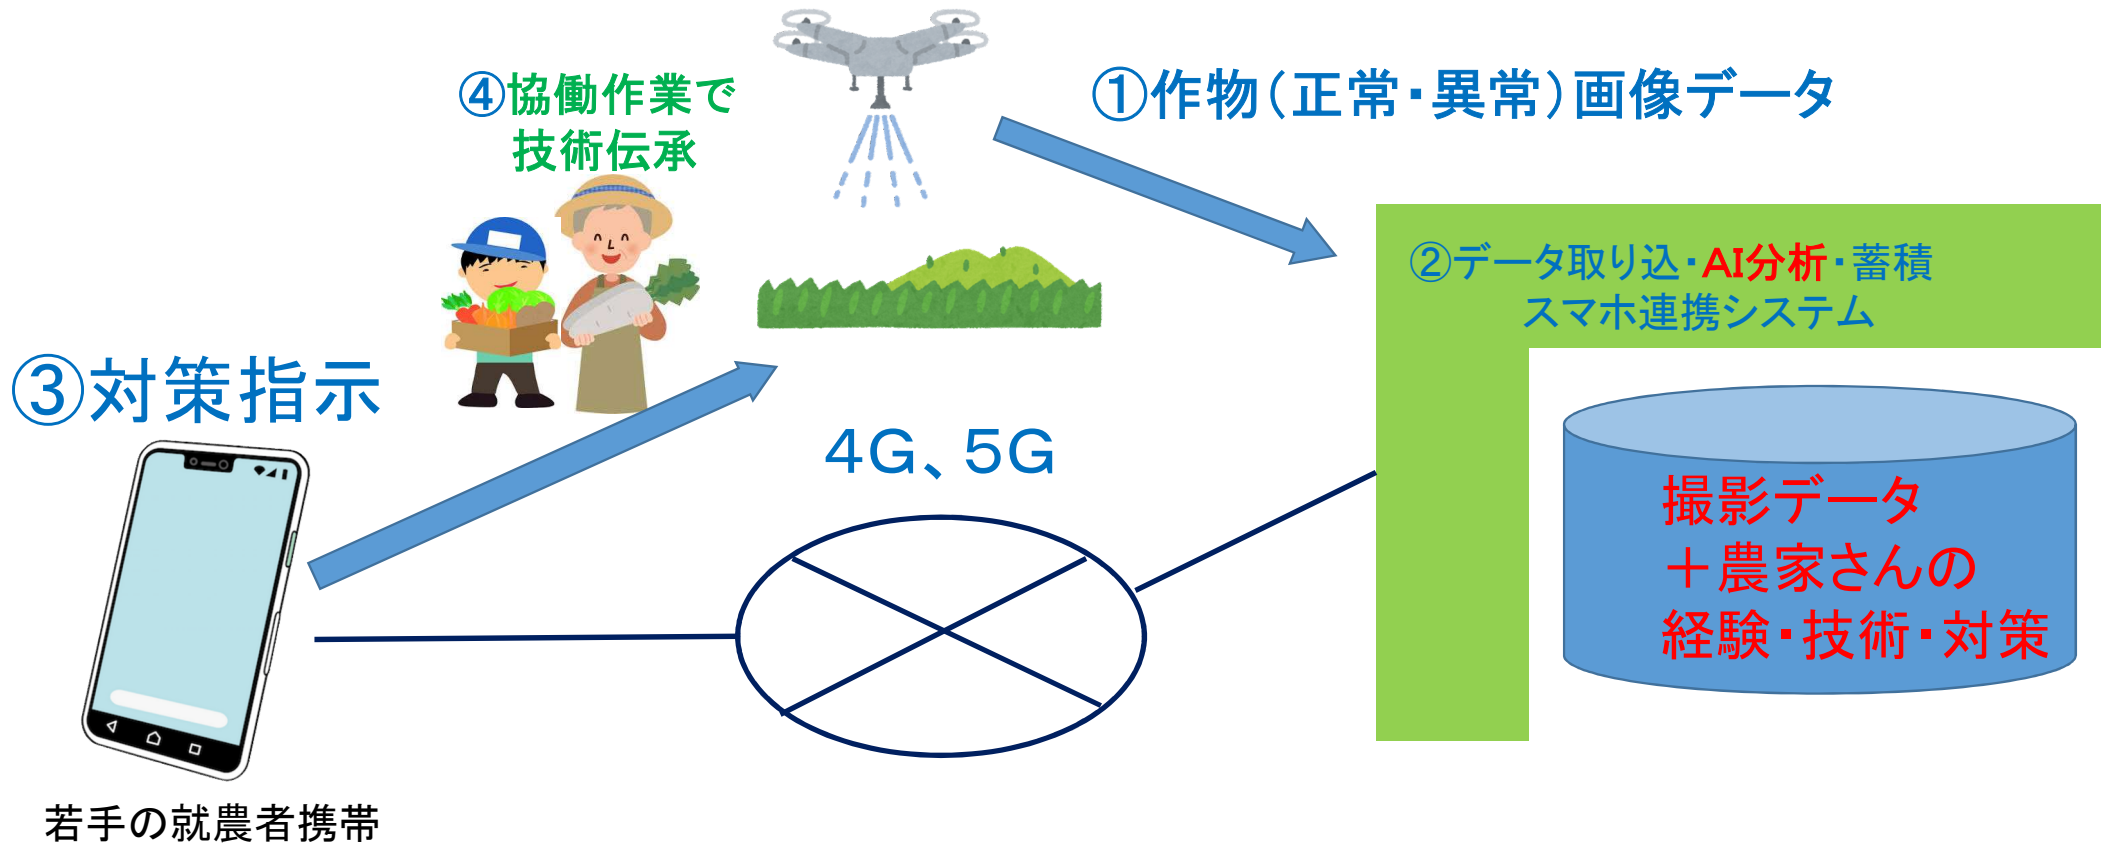 ④協働作業で
技術伝承
①作物（正常・異常）画像データ
②データ取り込・AI分析・蓄積
スマホ連携システム
③対策指示
4G、5G
撮影データ
＋農家さんの
経験・技術・対策
若手の就農者携帯